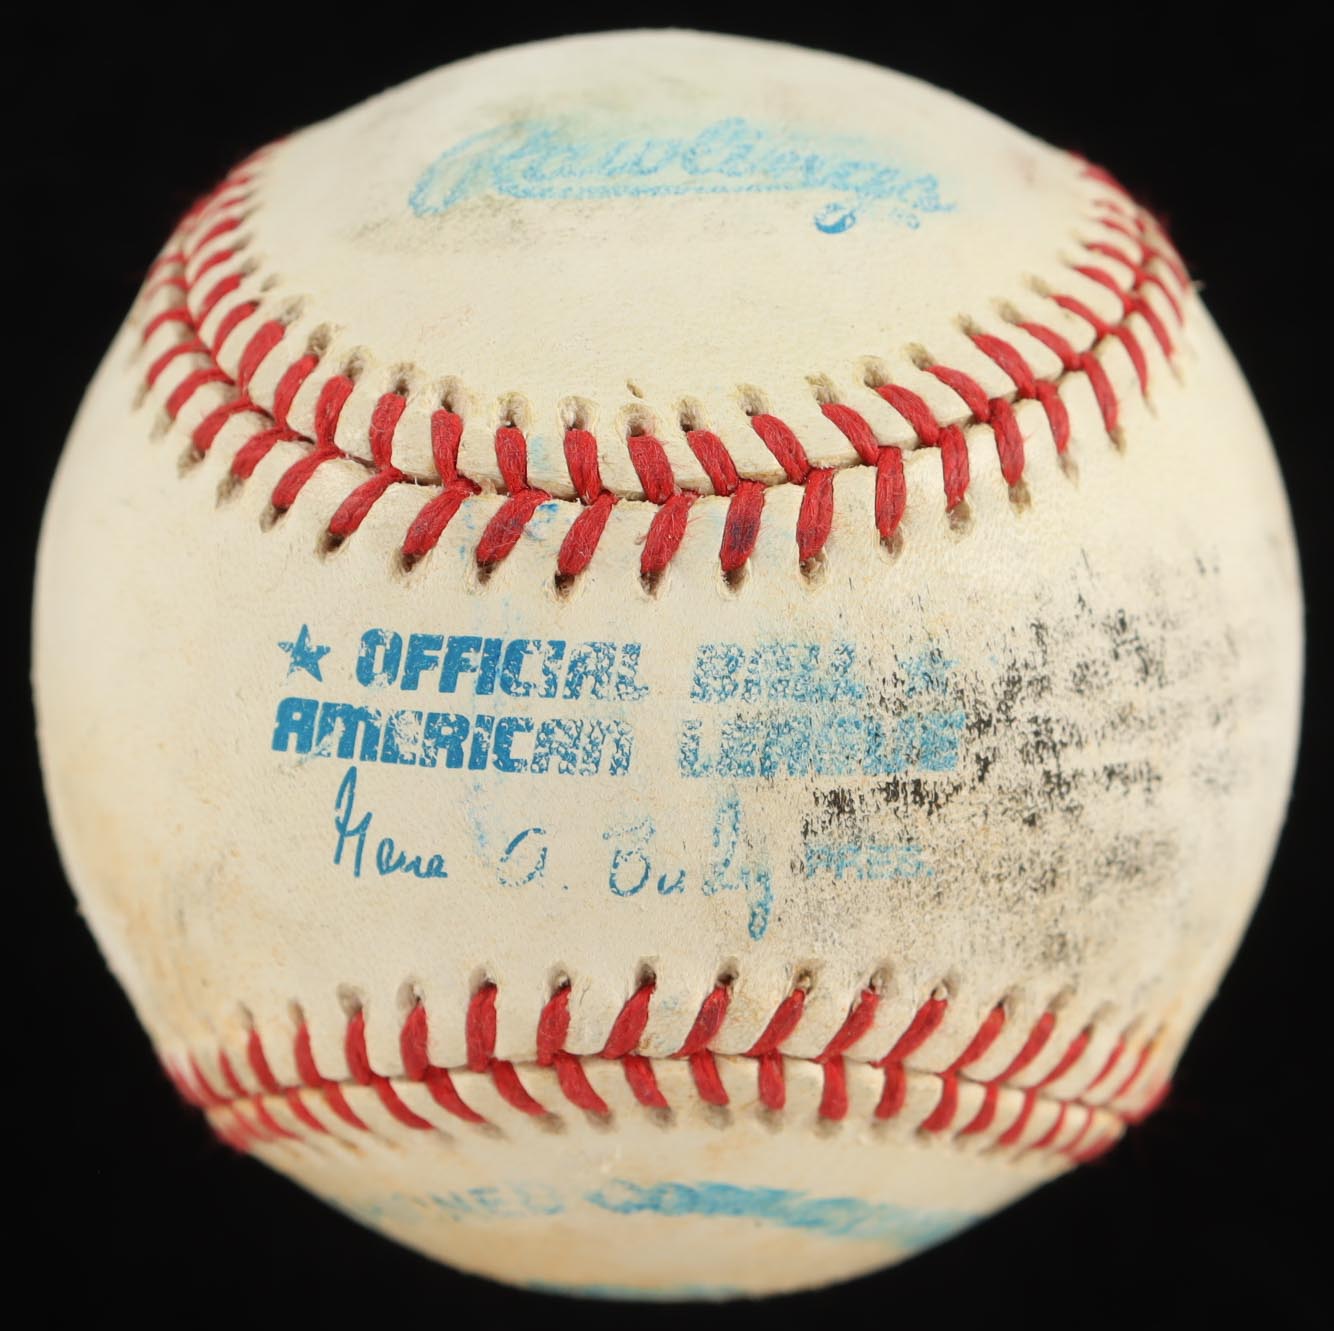 Rawlings
★ OFFICIAL BALL ★
AMERICAN LEAGUE
Gene A. Budig PRES.